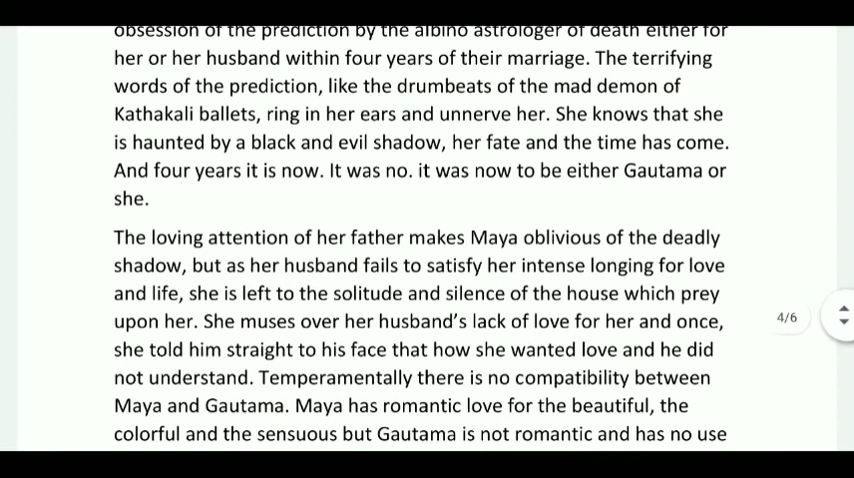 obsession of the prediction by the albino astrologer of death either for
her or her husband within four years of their marriage. The terrifying
words of the prediction, like the drumbeats of the mad demon of
Kathakali ballets, ring in her ears and unnerve her. She knows that she
is haunted by a black and evil shadow, her fate and the time has come.
And four years it is now. It was no. it was now to be either Gautama or
she.
The loving attention of her father makes Maya oblivious of the deadly
shadow, but as her husband fails to satisfy her intense longing for love
and life, she is left to the solitude and silence of the house which prey
upon her. She muses over her husband's lack of love for her and once,
she told him straight to his face that how she wanted love and he did
not understand. Temperamentally there is no compatibility between
Maya and Gautama. Maya has romantic love for the beautiful, the
colorful and the sensuous but Gautama is not romantic and has no use
4/6